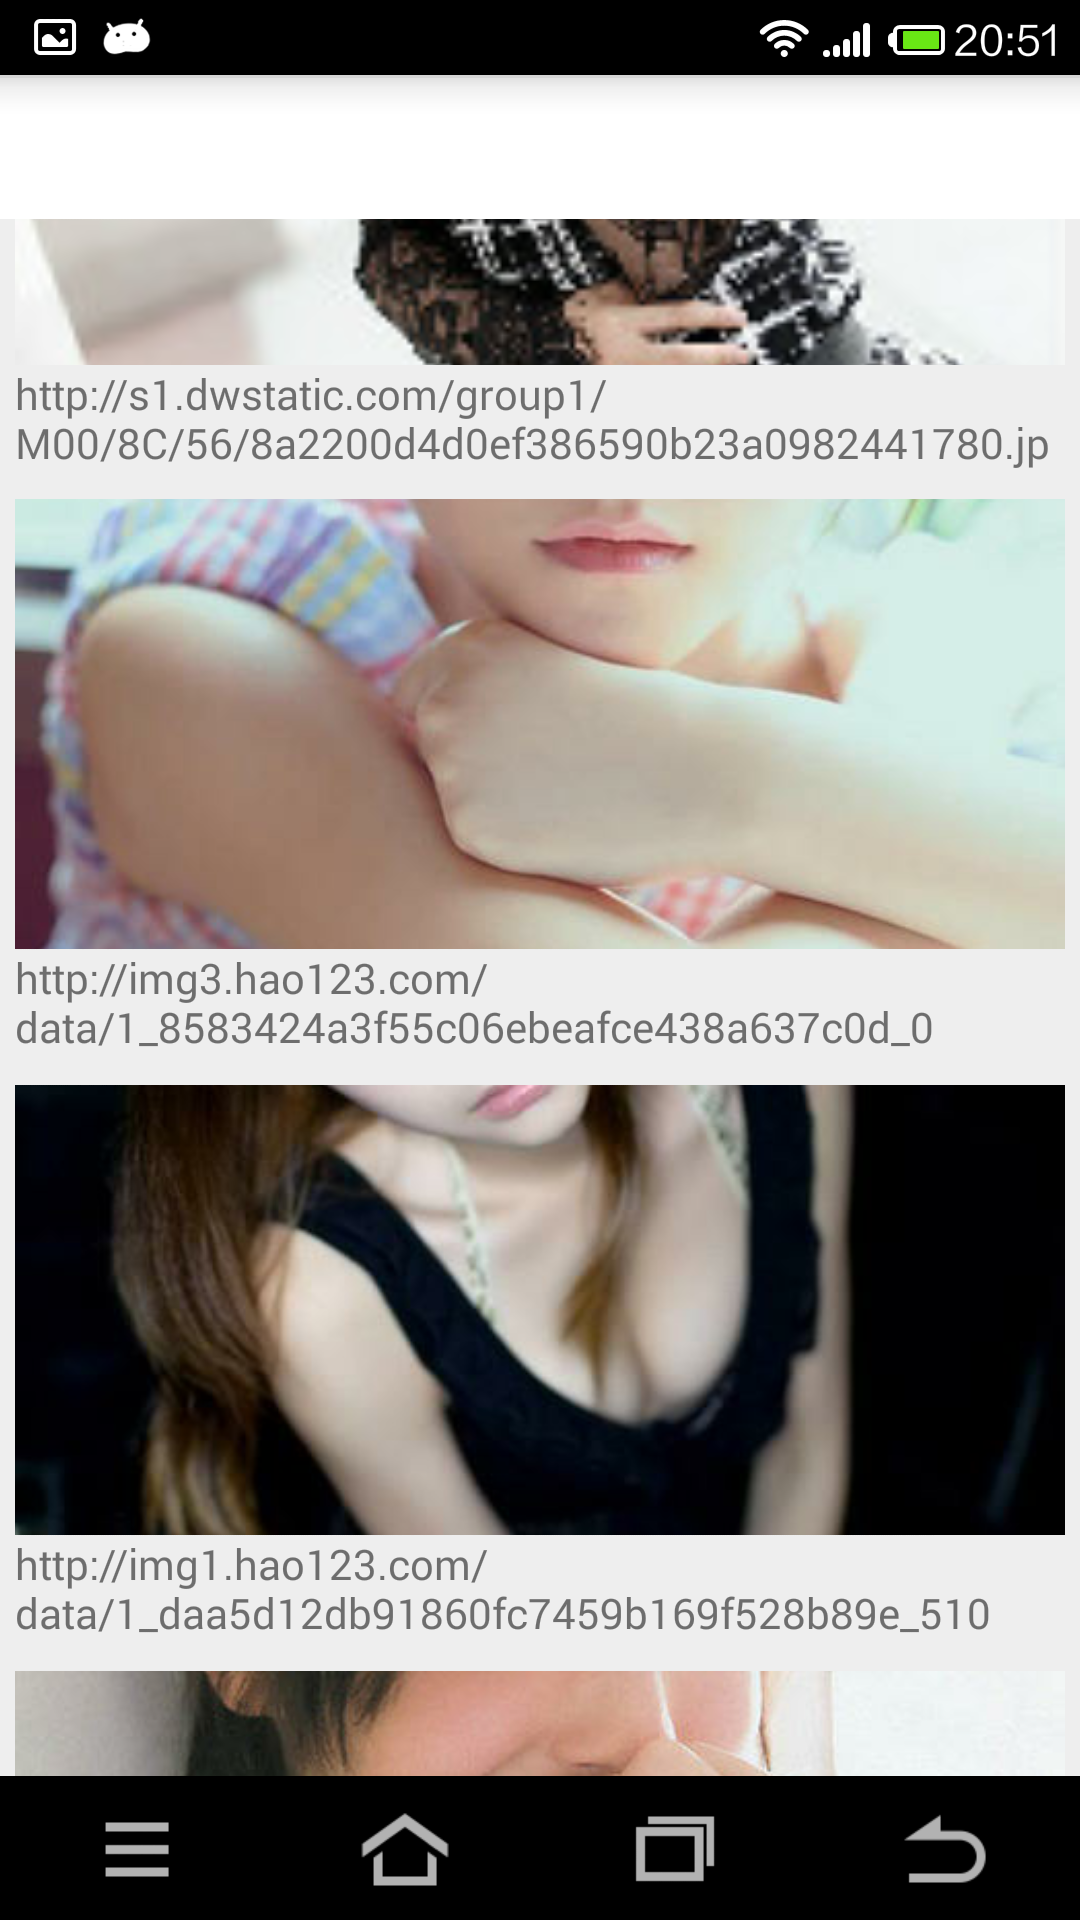 20:51
http://s1.dwstatic.com/group1/
M00/8C/56/8a2200d4d0ef386590b23a0982441780.jp
http://img3.hao123.com/
data/1_8583424a3f55c06ebeafce438a637c0d_0
http://img1.hao123.com/
data/1_daa5d12db91860fc7459b169f528b89e_510